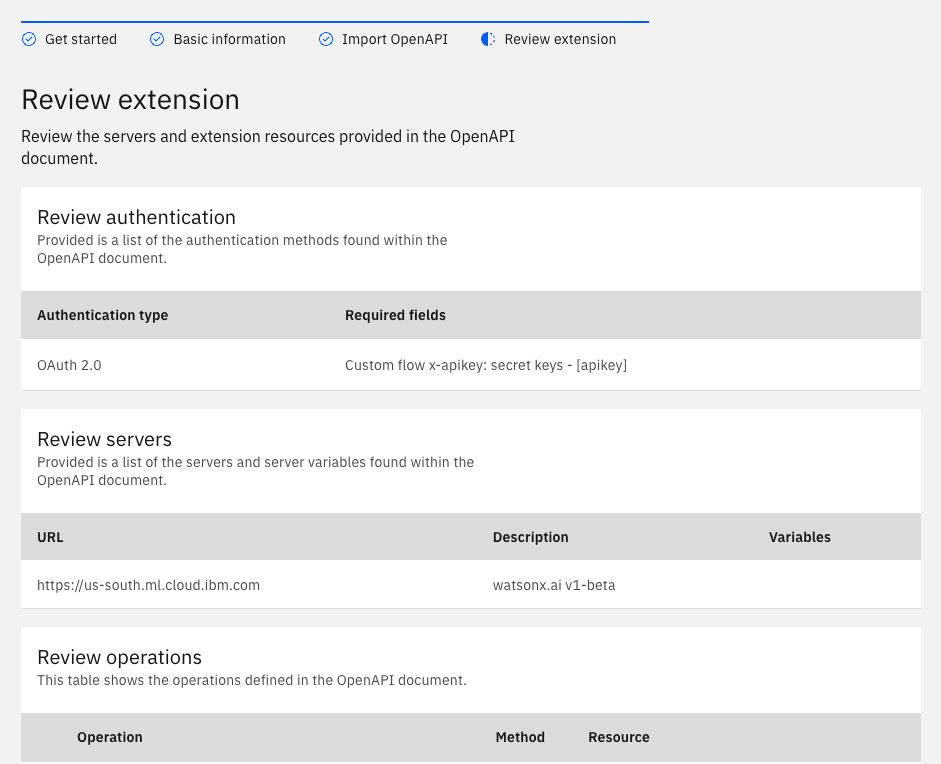 Get started Basic information Import OpenAPI Review extension
Review extension
Review the servers and extension resources provided in the OpenAPI
document.
Review authentication
Provided is a list of the authentication methods found within the
OpenAPI document.
Authentication type Required fields
OAuth 2.0 Custom flow x-apikey: secret keys - [apikey]
Review servers
Provided is a list of the servers and server variables found within the
OpenAPI document.
URL Description Variables
https://us-south.ml.cloud.ibm.com watsonx.ai v1-beta
Review operations
This table shows the operations defined in the OpenAPI document.
Operation Method Resource